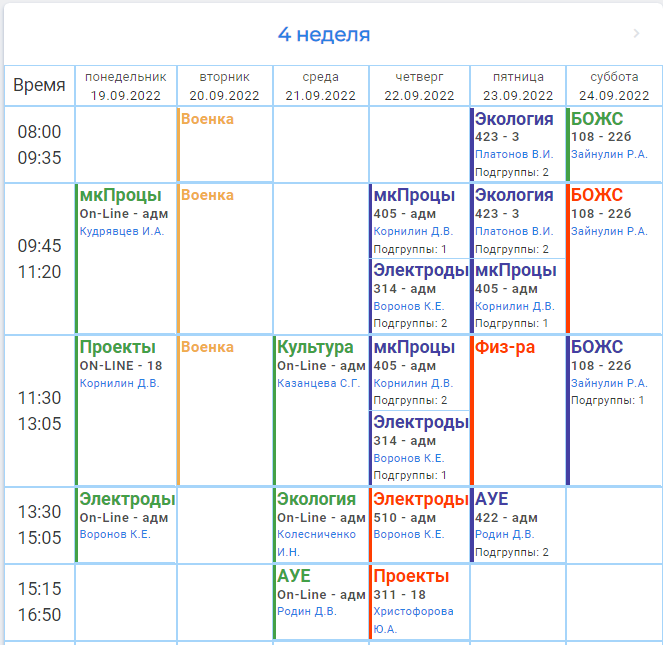 4 неделя
Время
понедельник
19.09.2022
вторник
20.09.2022
среда
21.09.2022
четверг
22.09.2022
пятница
23.09.2022
суббота
24.09.2022
08:00
09:35
Военка
Экология
423 - 3
Платонов В.И.
Подгруппы: 2
БОЖС
108 - 22б
Зайнулин Р.А.
09:45
11:20
мкПроцы
On-Line - адм
Кудрявцев И.А.
Военка
мкПроцы
405 - адм
Корнилин Д.В.
Подгруппы: 1
Электроды
314 - адм
Воронов К.Е.
Подгруппы: 2
Экология
423 - 3
Платонов В.И.
Подгруппы: 2
мкПроцы
405 - адм
Корнилин Д.В.
Подгруппы: 1
БОЖС
108 - 22б
Зайнулин Р.А.
11:30
13:05
Проекты
ON-LINE - 18
Корнилин Д.В.
Военка
Культура
On-Line - адм
Казанцева С.Г.
мкПроцы
405 - адм
Корнилин Д.В.
Подгруппы: 2
Электроды
314 - адм
Воронов К.Е.
Подгруппы: 1
Физ-ра
БОЖС
108 - 22б
Зайнулин Р.А.
Подгруппы: 1
13:30
15:05
Электроды
On-Line - адм
Воронов К.Е.
Экология
On-Line - адм
Колесниченко
И.Н.
Электроды
510 - адм
Воронов К.Е.
АУЕ
422 - адм
Родин Д.В.
Подгруппы: 2
15:15
16:50
АУЕ
On-Line - адм
Родин Д.В.
Проекты
311 - 18
Христофорова
Ю.А.